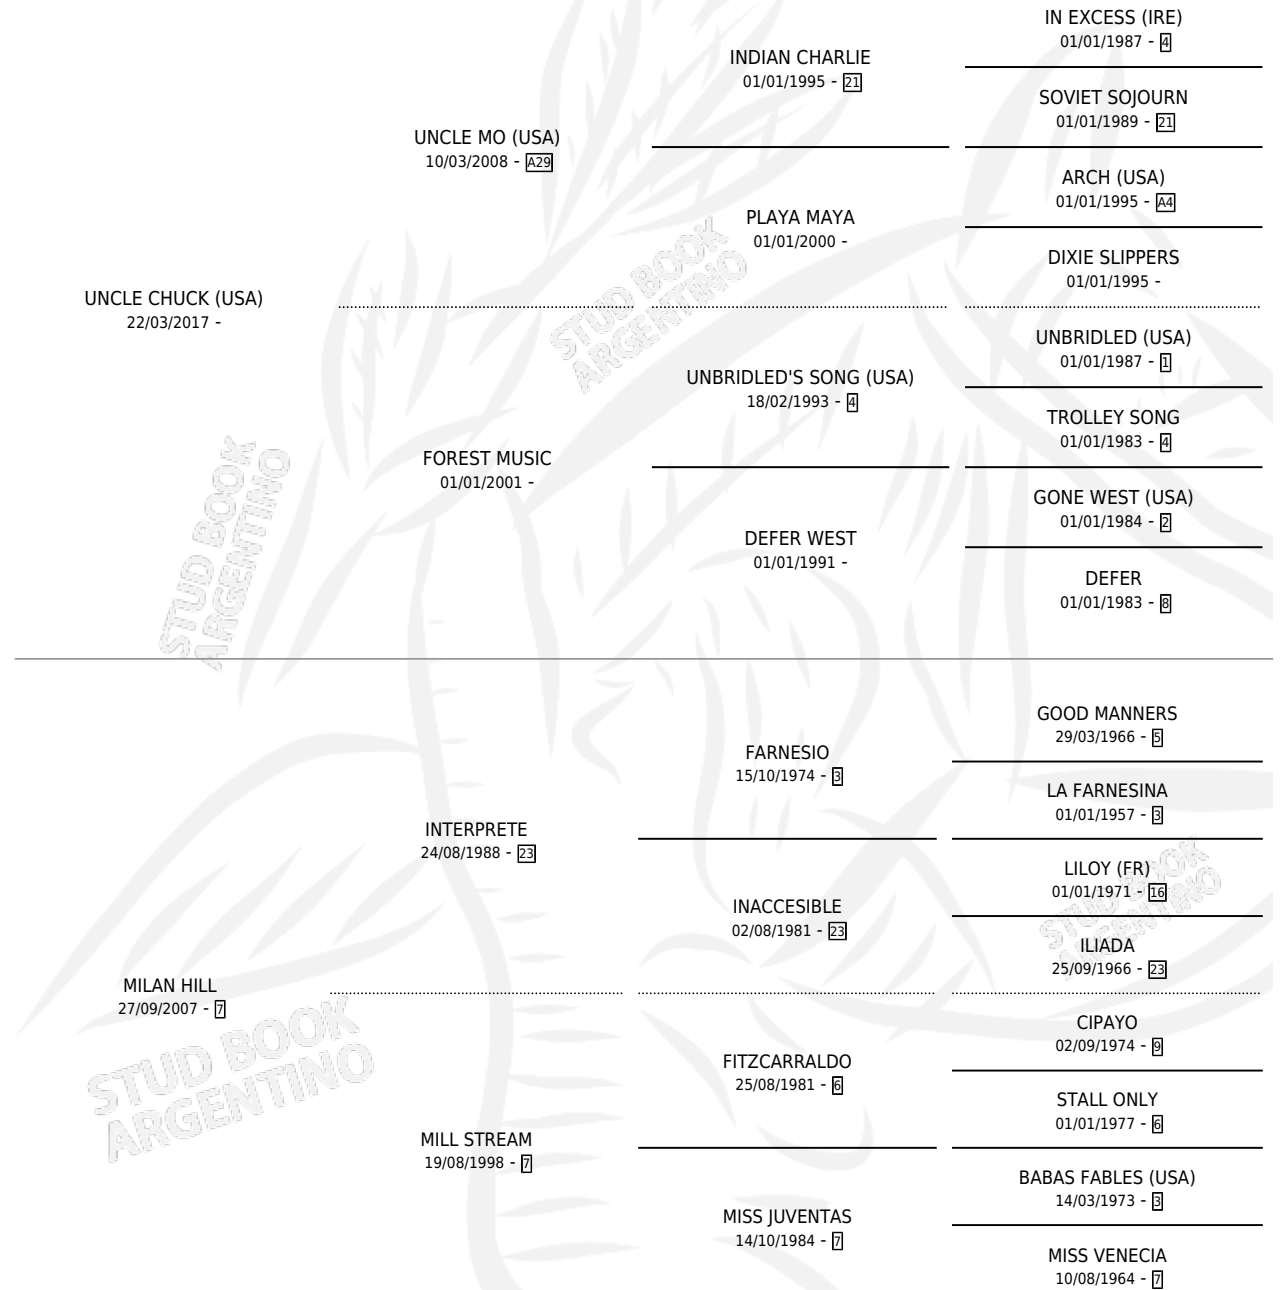 IN EXCESS (IRE)
01/01/1987 - 4
INDIAN CHARLIE
01/01/1995 - 21
SOVIET SOJOURN
01/01/1989 - 21
UNCLE MO (USA)
10/03/2008 - A29
ARCH (USA)
01/01/1995 - A4
PLAYA MAYA
01/01/2000 -
DIXIE SLIPPERS
01/01/1995 -
UNCLE CHUCK (USA)
22/03/2017 -
UNBRIDLED (USA)
01/01/1987 - 1
UNBRIDLED'S SONG (USA)
18/02/1993 - 4
TROLLEY SONG
01/01/1983 - 4
FOREST MUSIC
01/01/2001 -
GONE WEST (USA)
01/01/1984 - 2
DEFER WEST
01/01/1991 -
DEFER
01/01/1983 - 8
GOOD MANNERS
29/03/1966 - 5
FARNESIO
15/10/1974 - 3
LA FARNESINA
01/01/1957 - 3
INTERPRETE
24/08/1988 - 23
LILOY (FR)
01/01/1971 - 16
INACCESIBLE
02/08/1981 - 23
ILIADA
25/09/1966 - 23
MILAN HILL
27/09/2007 - 7
CIPAYO
02/09/1974 - 9
FITZCARRALDO
25/08/1981 - 6
STALL ONLY
01/01/1977 - 6
MILL STREAM
19/08/1998 - 7
BABAS FABLES (USA)
14/03/1973 - 3
MISS JUVENTAS
14/10/1984 - 7
MISS VENECIA
10/08/1964 - 7
STUD BOOK
ARGENTINO
STUD BOOK
ARGENTINO
STUD BOOK
ARGENTINO
STUD BOOK
ARGENTINO